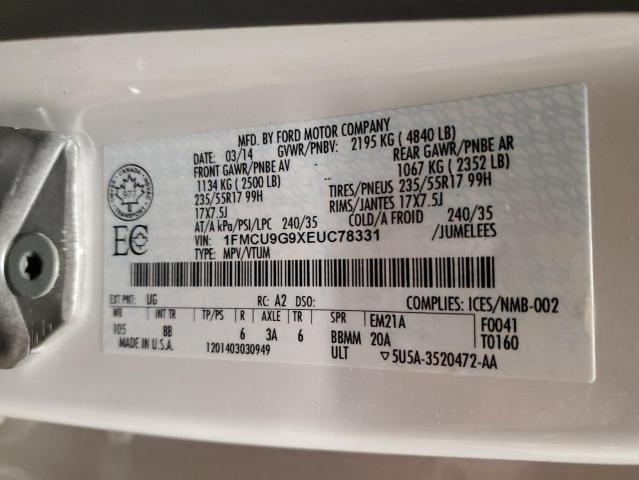 MFD. BY FORD MOTOR COMPANY
DATE: 03/14 GVWR/PNBV: 2195 KG ( 4840 LB)
FRONT GAWR/PNBE AV REAR GAWR/PNBE AR
1134 KG ( 2500 LB) 1067 KG ( 2352 LB)
235/55R17 99H TIRES/PNEUS 235/55R17 99H
17X7.5J RIMS/JANTES 17X7.5J
AT/A kPa/PSI/LPC 240/35 COLD/A FROID 240/35
VIN: 1FMCU9G9XEUC78331 /JUMELEES
TYPE: MPV/VTUM
CANADA
TRANSPORT
EC
EXT PNT: UG RC: A2 DSO: COMPLIES: ICES/NMB-002
WB INT TR TP/PS R AXLE TR SPR EM21A F0041
105 BB 6 3A 6 BBMM 20A T0160
MADE IN U.S.A. 1201403030949 ULT ▽5U5A-3520472-AA